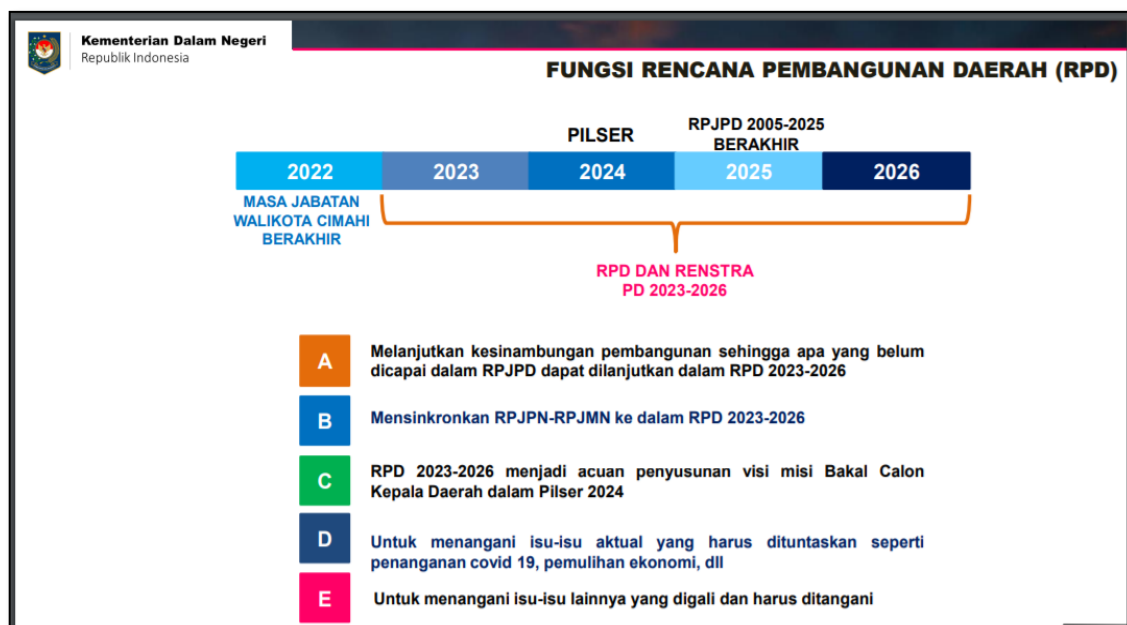 Kementerian Dalam Negeri
Republik Indonesia
FUNGSI RENCANA PEMBANGUNAN DAERAH (RPD)
PILSER
RPJPD 2005-2025
BERAKHIR
2022
2023
2024
2025
2026
MASA JABATAN
WALIKOTA CIMAHI
BERAKHIR
RPD DAN RENSTRA
PD 2023-2026
A
Melanjutkan kesinambungan pembangunan sehingga apa yang belum
dicapai dalam RPJPD dapat dilanjutkan dalam RPD 2023-2026
B
Mensinkronkan RPJPN-RPJMN ke dalam RPD 2023-2026
C
RPD 2023-2026 menjadi acuan penyusunan visi misi Bakal Calon
Kepala Daerah dalam Pilser 2024
D
Untuk menangani isu-isu aktual yang harus dituntaskan seperti
penanganan covid 19, pemulihan ekonomi, dll
E
Untuk menangani isu-isu lainnya yang digali dan harus ditangani